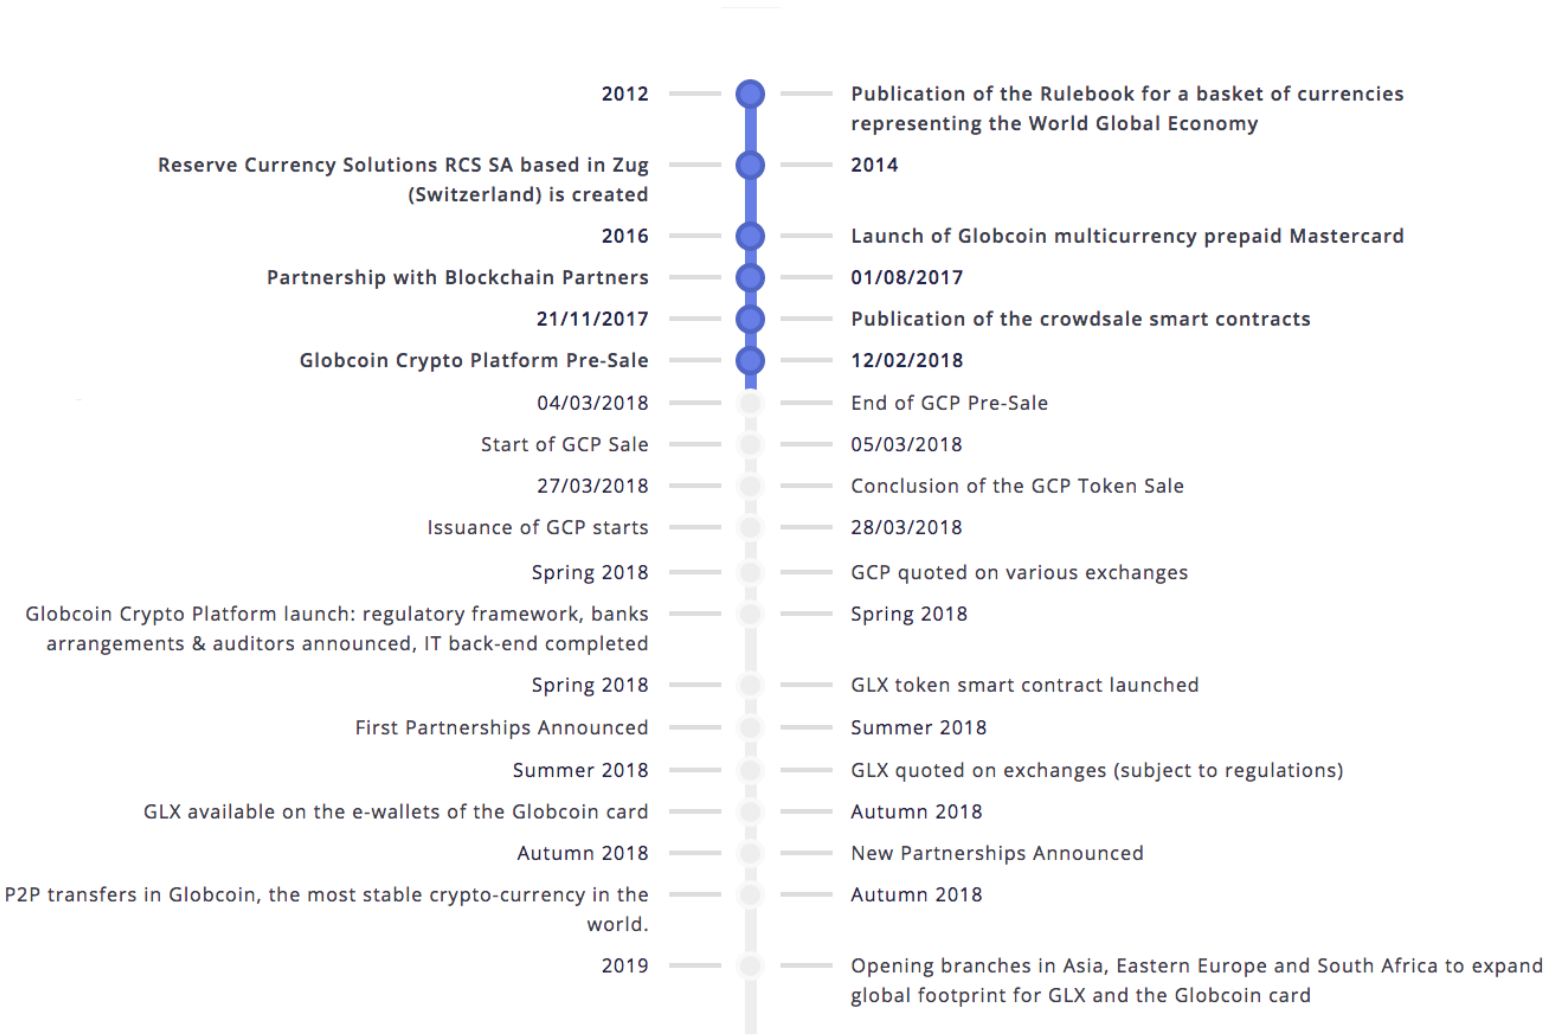 2012
Publication of the Rulebook for a basket of currencies
representing the World Global Economy
Reserve Currency Solutions RCS SA based in Zug
(Switzerland) is created
2014
2016
Launch of Globcoin multicurrency prepaid Mastercard
Partnership with Blockchain Partners
01/08/2017
21/11/2017
Publication of the crowdsale smart contracts
Globcoin Crypto Platform Pre-Sale
12/02/2018
04/03/2018
End of GCP Pre-Sale
Start of GCP Sale
05/03/2018
27/03/2018
Conclusion of the GCP Token Sale
Issuance of GCP starts
28/03/2018
Spring 2018
GCP quoted on various exchanges
Globcoin Crypto Platform launch: regulatory framework, banks
arrangements & auditors announced, IT back-end completed
Spring 2018
Spring 2018
GLX token smart contract launched
First Partnerships Announced
Summer 2018
Summer 2018
GLX quoted on exchanges (subject to regulations)
GLX available on the e-wallets of the Globcoin card
Autumn 2018
Autumn 2018
New Partnerships Announced
P2P transfers in Globcoin, the most stable crypto-currency in the
world.
Autumn 2018
2019
Opening branches in Asia, Eastern Europe and South Africa to expand
global footprint for GLX and the Globcoin card